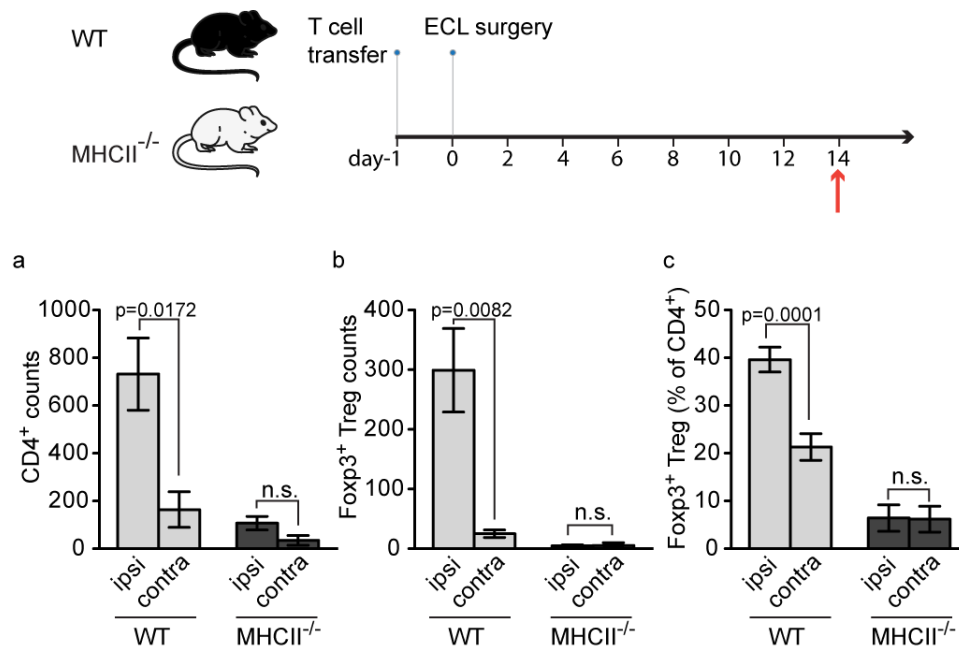 WT
T cell transfer
ECL surgery
MHCII-/-
day-1 0 2 4 6 8 10 12 14
a
CD4+ counts
1000
800
600
400
200
0
p=0.0172
n.s.
ipsi contra ipsi contra
WT MHCII-/-
b
Foxp3+ Treg counts
400
300
200
100
0
p=0.0082
n.s.
ipsi contra ipsi contra
WT MHCII-/-
c
Foxp3+ Treg (% of CD4+)
50
40
30
20
10
0
p=0.0001
n.s.
ipsi contra ipsi contra
WT MHCII-/-